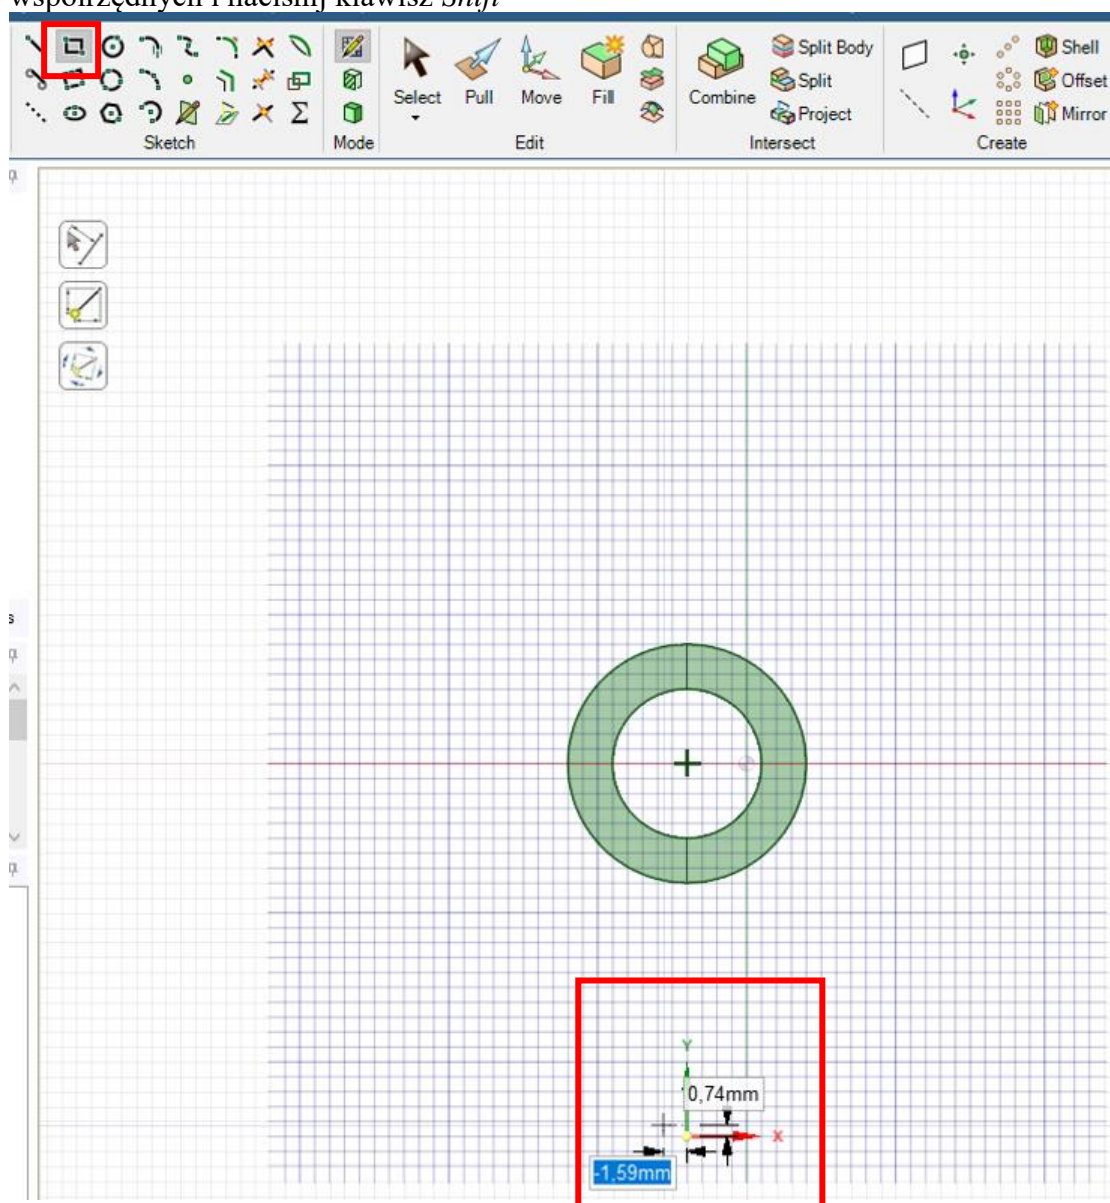 współrzędnych i naciśnij klawisz Shift
Select
Pull
Move
Fill
Combine
Split Body
Split
Project
Shell
Offset
Mirror
Sketch
Mode
Edit
Intersect
Create
s
Y
0,74mm
X
-1,59mm